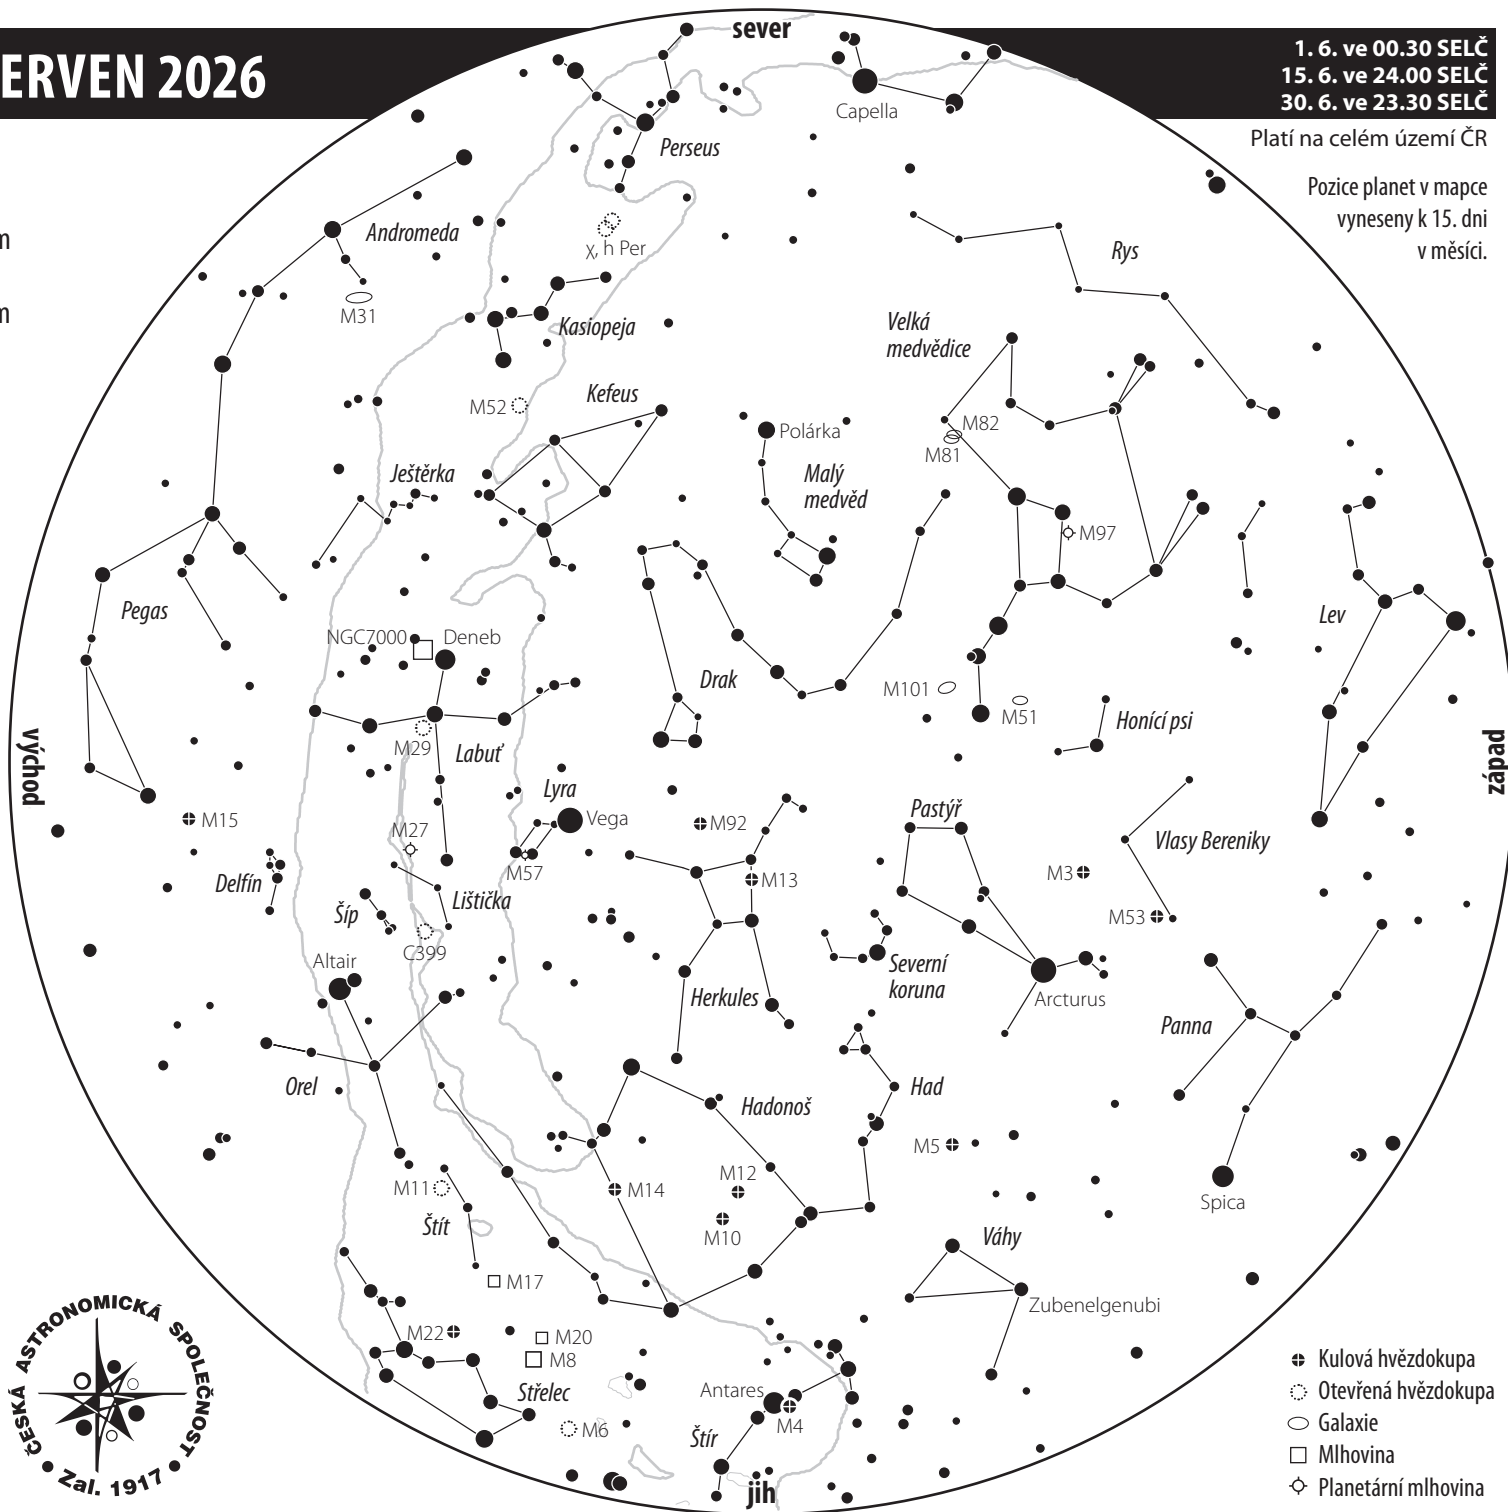 sever
ERVEN 2026
1. 6. ve 00.30 SELČ
15. 6. ve 24.00 SELČ
30. 6. ve 23.30 SELČ
Platí na celém území ČR
Pozice planet v mapce
vyneseny k 15. dni
v měsíci.
m
m
Capella
Perseus
Andromeda
χ, h Per
Rys
M31
Kasiopeja
Velká
medvědice
Kefeus
M52
Polárka
M82
M81
Ještěrka
Malý
medvěd
M97
Pegas
Lev
NGC7000
Deneb
Drak
M101
M51
Honící psi
M29
Labuť
východ
západ
Lyra
Vega
M15
M27
M92
Pastýř
Vlasy Bereniky
M57
M3
Delfín
M13
Lištička
Šíp
M53
C399
Altair
Severní
koruna
Herkules
Arcturus
Panna
Orel
Hadonoš
Had
M5
M12
M11
M14
Štít
M10
Spica
Váhy
M17
Zubenelgenubi
M22
M20
M8
Střelec
Antares
M6
M4
Štír
jih
ČESKÁ ASTRONOMICKÁ SPOLEČNOST
Zal. 1917
Kulová hvězdokupa
Otevřená hvězdokupa
Galaxie
Mlhovina
Planetární mlhovina